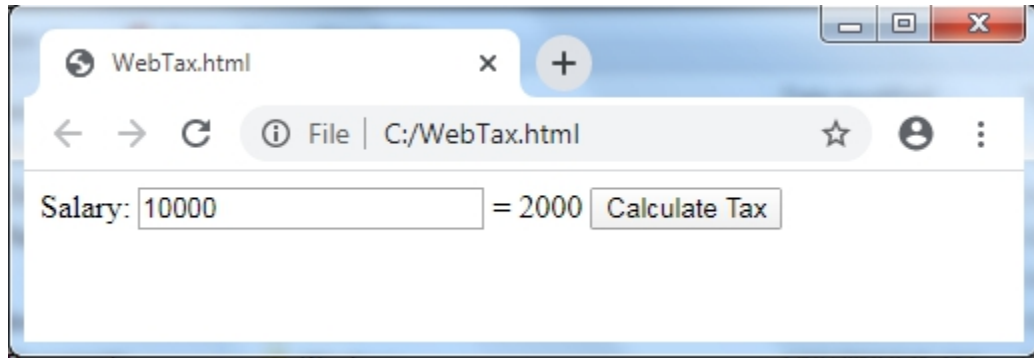 WebTax.html
File C:/WebTax.html
Salary: 10000 = 2000 Calculate Tax